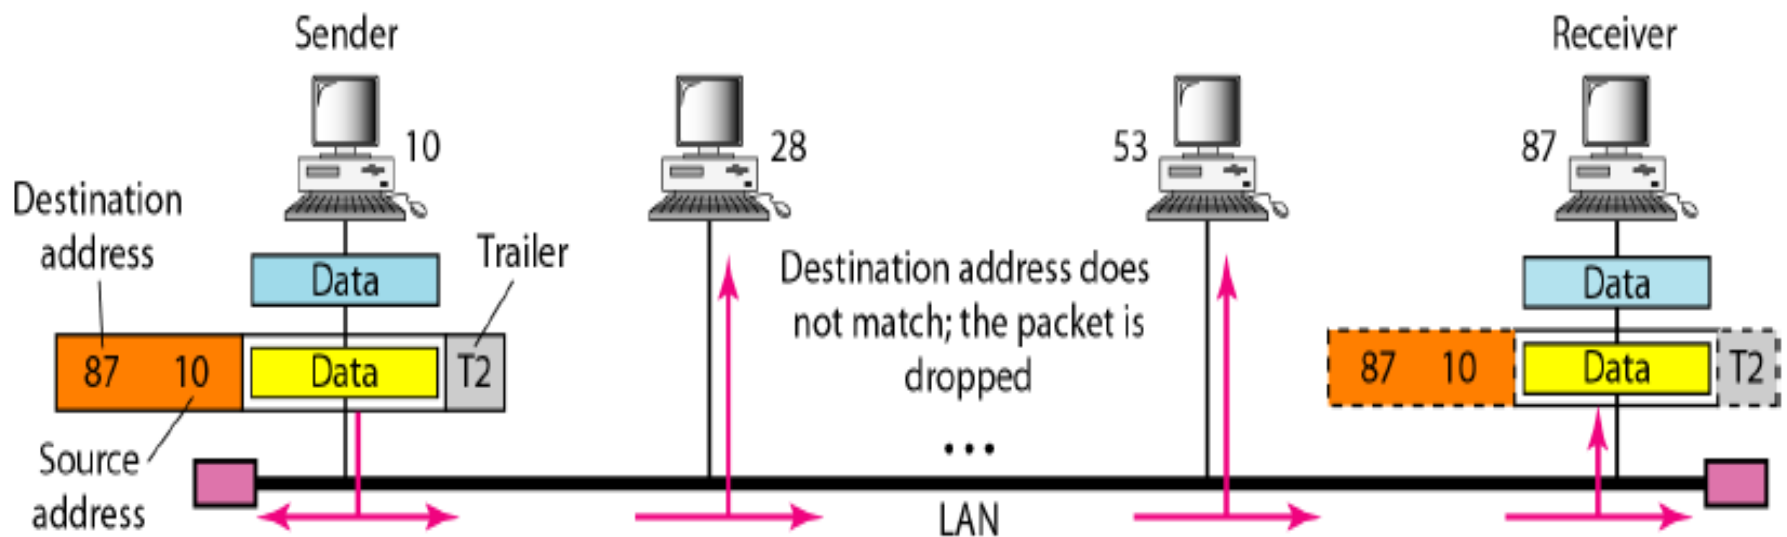 Sender
Receiver
10
28
53
87
Destination
address
Trailer
Data
Destination address does
not match; the packet is
dropped
Data
87 10 Data T2
87 10 Data T2
Source
address
...
LAN